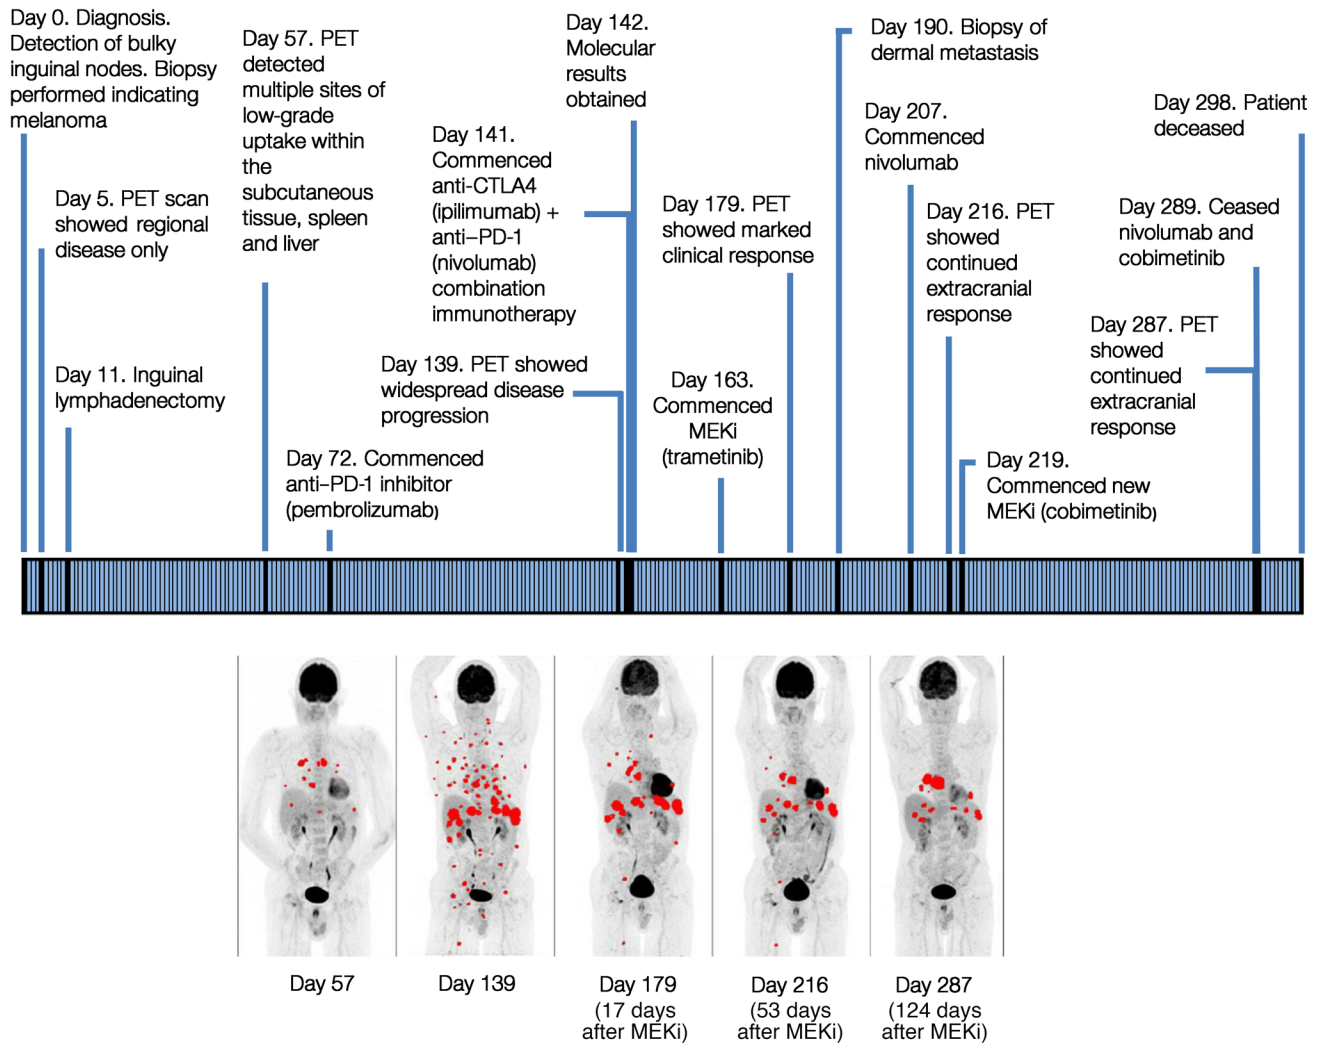 Day 0. Diagnosis.
Detection of bulky
inguinal nodes. Biopsy
performed indicating
melanoma
Day 5. PET scan
showed regional
disease only
Day 11. Inguinal
lymphadenectomy
Day 57. PET
detected
multiple sites of
low-grade
uptake within
the
subcutaneous
tissue, spleen
and liver
Day 72. Commenced
anti–PD-1 inhibitor
(pembrolizumab)
Day 139. PET showed
widespread disease
progression
Day 141.
Commenced
anti-CTLA4
(ipilimumab) +
anti–PD-1
(nivolumab)
combination
immunotherapy
Day 142.
Molecular
results
obtained
Day 163.
Commenced
MEKi
(trametinib)
Day 179. PET
showed marked
clinical response
Day 190. Biopsy of
dermal metastasis
Day 207.
Commenced
nivolumab
Day 216. PET
showed
continued
extracranial
response
Day 219.
Commenced new
MEKi (cobimetinib)
Day 287. PET
showed
continued
extracranial
response
Day 289. Ceased
nivolumab and
cobimetinib
Day 298. Patient
deceased
Day 57
Day 139
Day 179
(17 days
after MEKi)
Day 216
(53 days
after MEKi)
Day 287
(124 days
after MEKi)